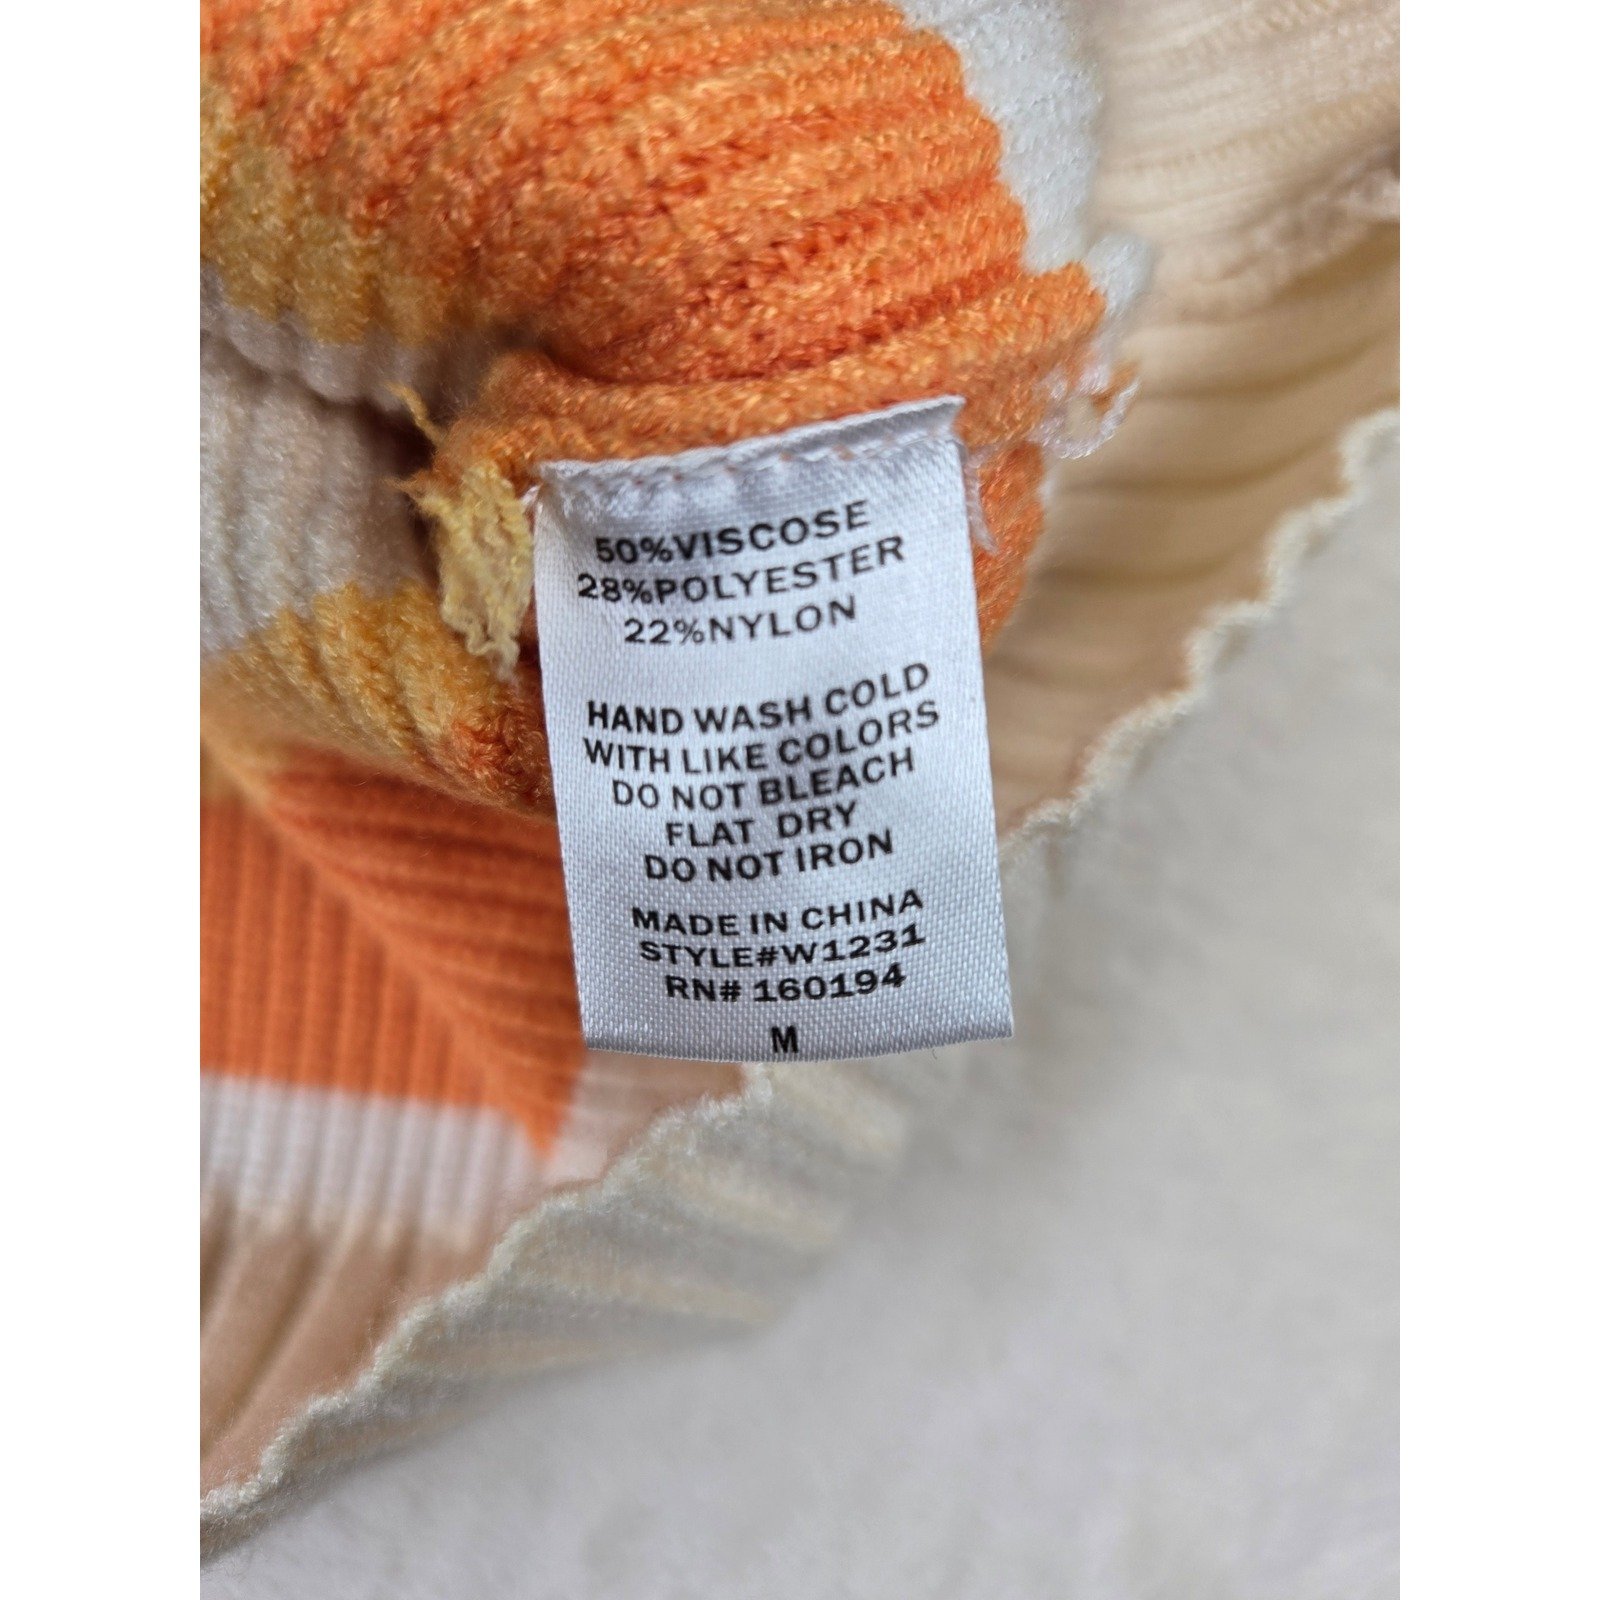 50%VISCOSE
28%POLYESTER
22%NYLON
HAND WASH COLD
WITH LIKE COLORS
DO NOT BLEACH
FLAT DRY
DO NOT IRON
MADE IN CHINA
STYLE#W1231
RN# 160194
M